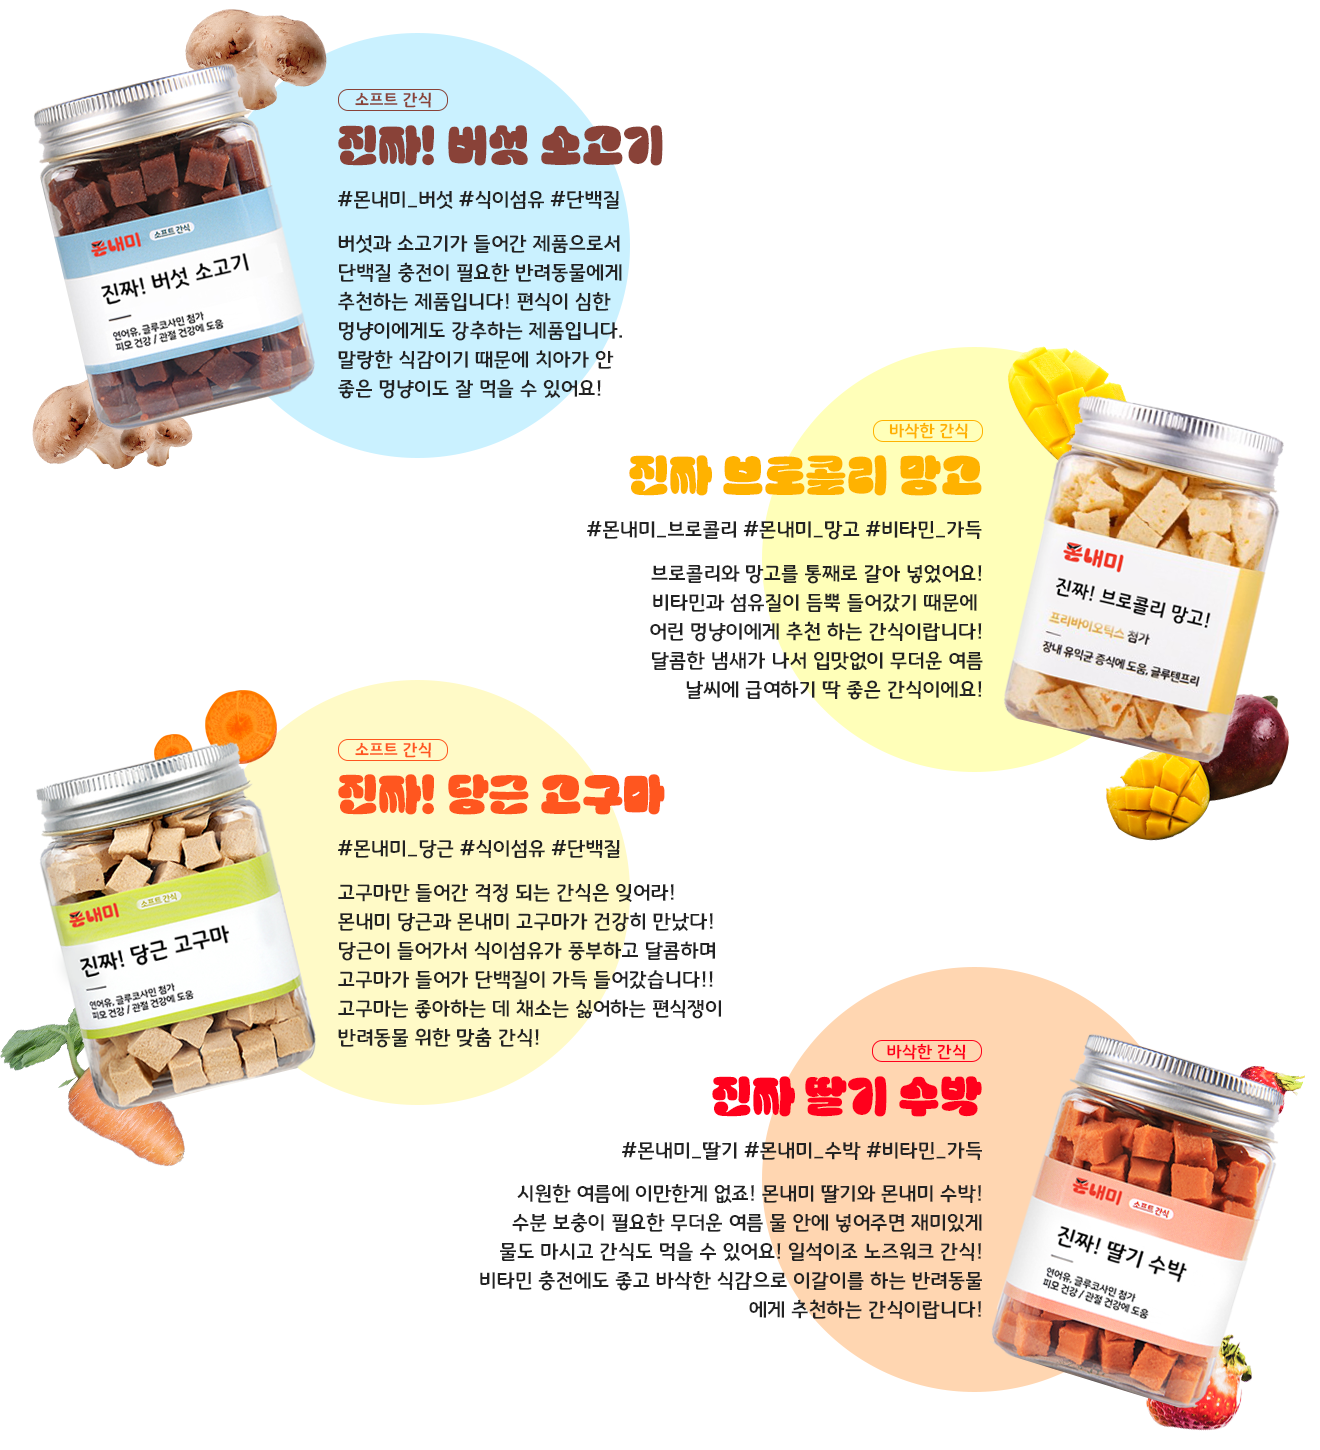 소프트 간식
진짜! 버섯 소고기
#몬내미_버섯 #식이섬유 #단백질
버섯과 소고기가 들어간 제품으로서
단백질 충전이 필요한 반려동물에게
추천하는 제품입니다! 편식이 심한
멍냥이에게도 강추하는 제품입니다.
말랑한 식감이기 때문에 치아가 안
좋은 멍냥이도 잘 먹을 수 있어요!
몬내미 소프트 간식
진짜! 버섯 소고기
연어유, 글루코사민 첨가
피모 건강 / 관절 건강에 도움
바삭한 간식
진짜 브로콜리 망고
#몬내미_브로콜리 #몬내미_망고 #비타민_가득
브로콜리와 망고를 통째로 갈아 넣었어요!
비타민과 섬유질이 듬뿍 들어갔기 때문에
어린 멍냥이에게 추천 하는 간식이랍니다!
달콤한 냄새가 나서 입맛없이 무더운 여름
날씨에 급여하기 딱 좋은 간식이에요!
몬내미
진짜! 브로콜리 망고!
프리바이오틱스 첨가
장내 유익균 증식에 도움, 글루텐프리
소프트 간식
진짜! 당근 고구마
#몬내미_당근 #식이섬유 #단백질
고구마만 들어간 걱정 되는 간식은 잊어라!
몬내미 당근과 몬내미 고구마가 건강히 만났다!
당근이 들어가서 식이섬유가 풍부하고 달콤하며
고구마가 들어가 단백질이 가득 들어갔습니다!!
고구마는 좋아하는 데 채소는 싫어하는 편식쟁이
반려동물 위한 맞춤 간식!
몬내미 소프트 간식
진짜! 당근 고구마
연어유, 글루코사민 첨가
피모 건강 / 관절 건강에 도움
바삭한 간식
진짜 딸기 수박
#몬내미_딸기 #몬내미_수박 #비타민_가득
시원한 여름에 이만한게 없죠! 몬내미 딸기와 몬내미 수박!
수분 보충이 필요한 무더운 여름 물 안에 넣어주면 재미있게
물도 마시고 간식도 먹을 수 있어요! 일석이조 노즈워크 간식!
비타민 충전에도 좋고 바삭한 식감으로 이갈이를 하는 반려동물
에게 추천하는 간식이랍니다!
몬내미 소프트 간식
진짜! 딸기 수박
연어유, 글루코사민 첨가
피모 건강 / 관절 건강에 도움